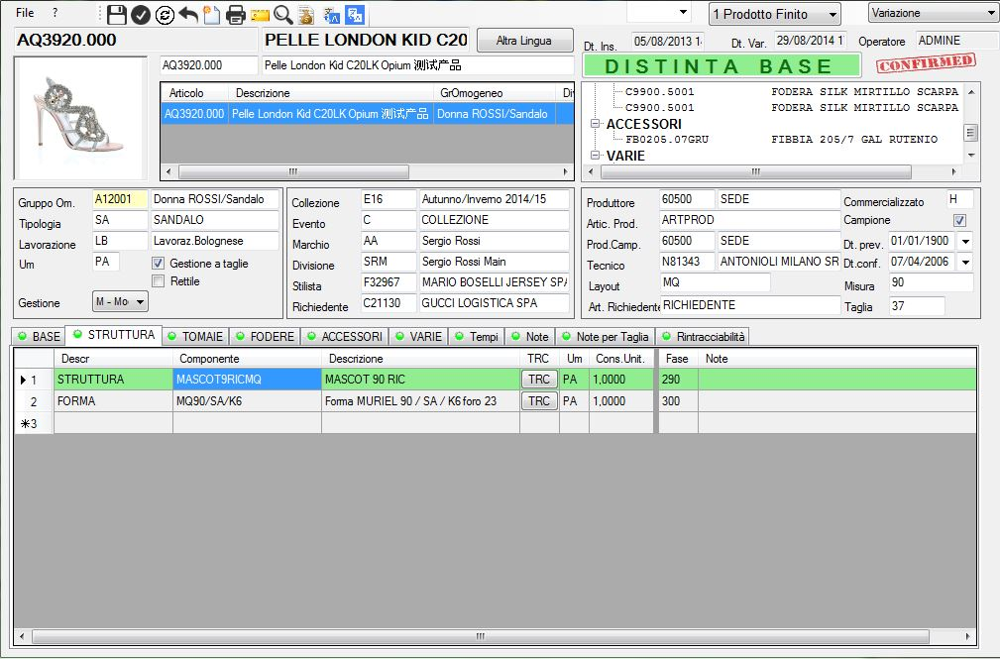 File ?
1 Prodotto Finito
Variazione
AQ3920.000
PELLE LONDON KID C20
Altra Lingua
Dt. Ins.
05/08/2013 1
Dt. Var.
29/08/2014 1
Operatore
ADMINE
AQ3920.000
Pelle London Kid C20LK Opium 测试产品
DISTINTA BASE
CONFIRMED
Articolo Descrizione GrOmogeneo Di
AQ3920.000 Pelle London Kid C20LK Opium 测试产品 Donna ROSSI/Sandalo
C9900.5001 FODERA SILK MIRTILLO SCARPA
C9900.5001 FODERA SILK MIRTILLO SCARPA
ACCESSORI
FB0205.07GRU FIBBIA 205/7 GAL RUTENIO
VARIE
Gruppo Om. A12001 Donna ROSSI/Sandalo
Tipologia SA SANDALO
Lavorazione LB Lavoraz.Bolognese
Um PA Gestione a taglie
Rettile
Gestione M - Mo
Collezione E16 Autunno/Inverno 2014/15
Evento C COLLEZIONE
Marchio AA Sergio Rossi
Divisione SRM Sergio Rossi Main
Stilista F32967 MARIO BOSELLI JERSEY SPA
Richiedente C21130 GUCCI LOGISTICA SPA
Produttore 60500 SEDE Commercializzato H
Artic. Prod. ARTPROD Campione
Prod.Camp. 60500 SEDE Dt. prev. 01/01/1900
Tecnico N81343 ANTONIOLI MILANO SR Dt.conf. 07/04/2006
Layout MQ Misura 90
Art. Richiedente RICHIEDENTE Taglia 37
BASE STRUTTURA TOMAIE FODERE ACCESSORI VARIE Tempi Note Note per Taglia Rintracciabilità
Descr Componente Descrizione TRC Um Cons.Unit. Fase Note
1 STRUTTURA MASCOT9RICMQ MASCOT 90 RIC TRC PA 1,0000 290
2 FORMA MQ90/SA/K6 Forma MURIEL 90 / SA / K6 foro 23 TRC PA 1,0000 300
3